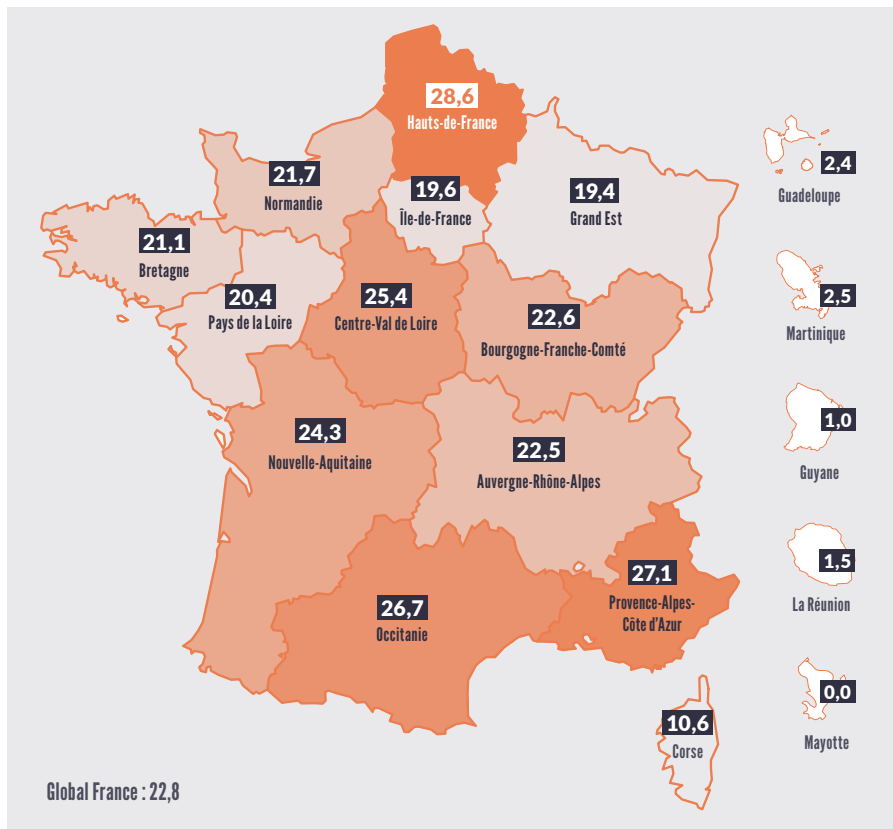 28,6
Hauts-de-France
21,7
Normandie
19,6
Île-de-France
19,4
Grand Est
2,4
Guadeloupe
21,1
Bretagne
20,4
Pays de la Loire
25,4
Centre-Val de Loire
22,6
Bourgogne-Franche-Comté
2,5
Martinique
24,3
Nouvelle-Aquitaine
22,5
Auvergne-Rhône-Alpes
1,0
Guyane
26,7
Occitanie
27,1
Provence-Alpes-
Côte d'Azur
1,5
La Réunion
10,6
Corse
0,0
Mayotte
Global France : 22,8